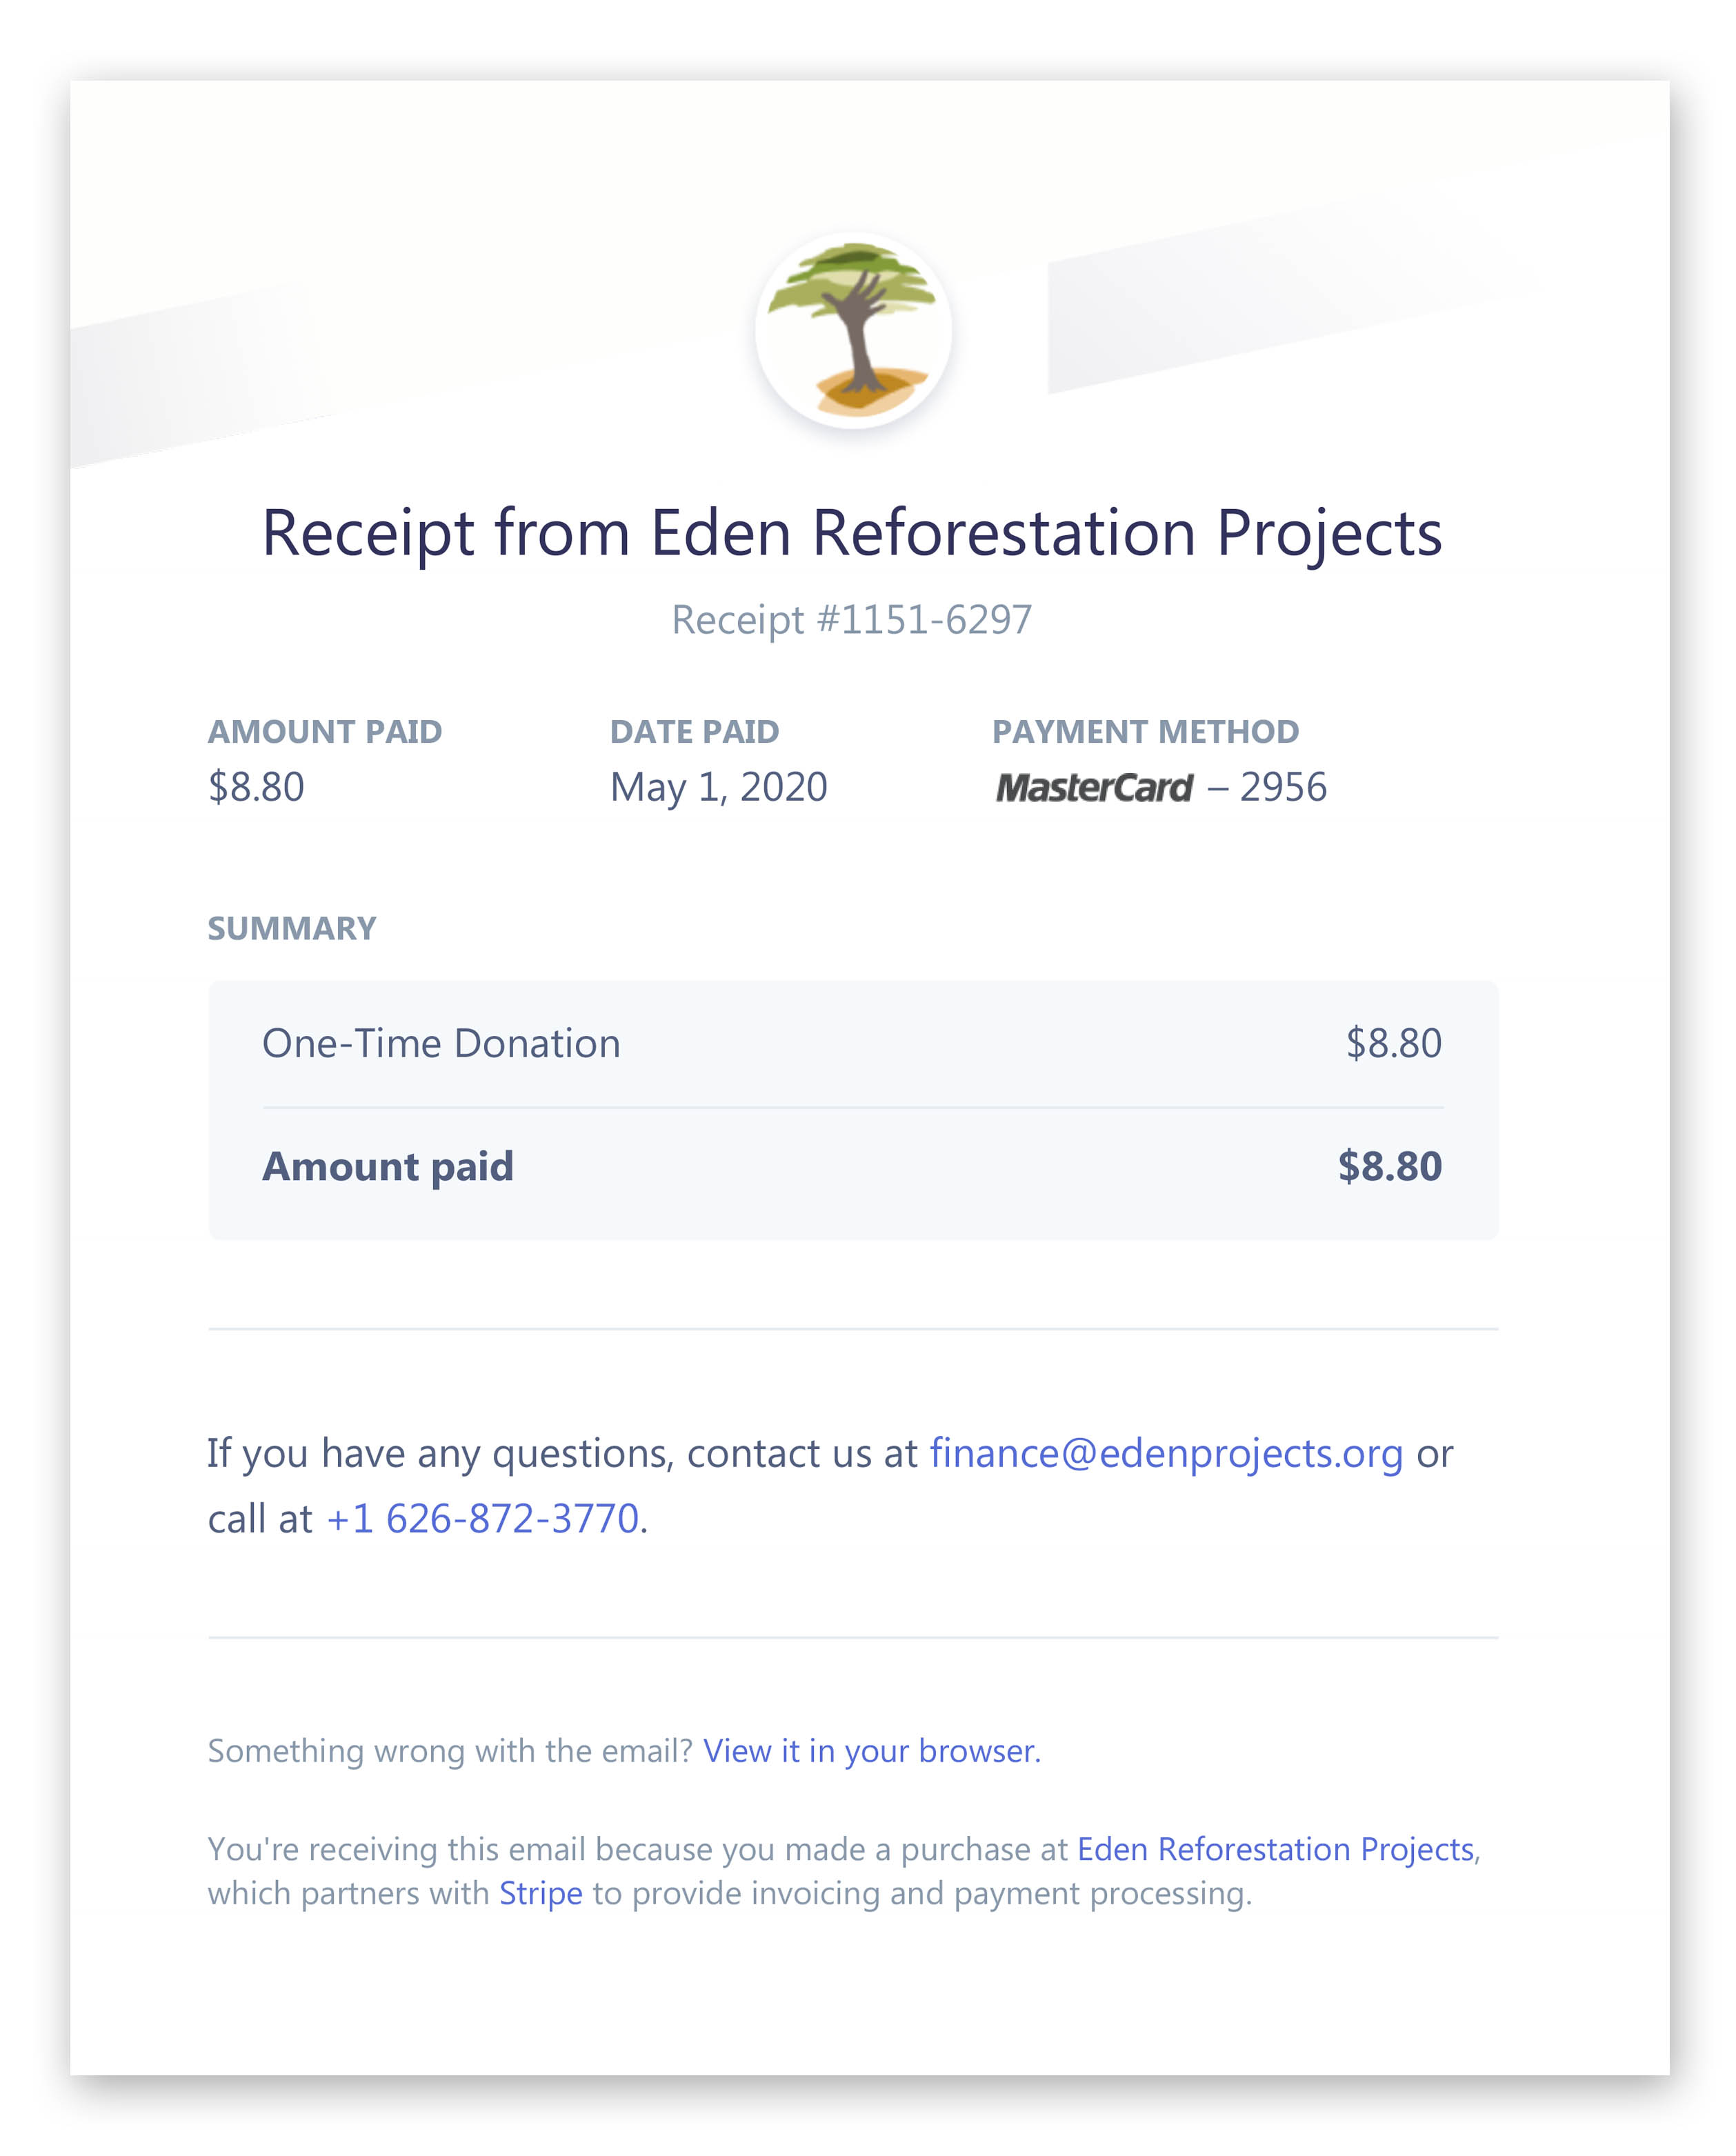 Receipt from Eden Reforestation Projects
Receipt #1151-6297
AMOUNT PAID DATE PAID PAYMENT METHOD
$8.80 May 1, 2020 MasterCard – 2956
SUMMARY
One-Time Donation $8.80
Amount paid $8.80
If you have any questions, contact us at finance@edenprojects.org or
call at +1 626-872-3770.
Something wrong with the email? View it in your browser.
You're receiving this email because you made a purchase at Eden Reforestation Projects,
which partners with Stripe to provide invoicing and payment processing.